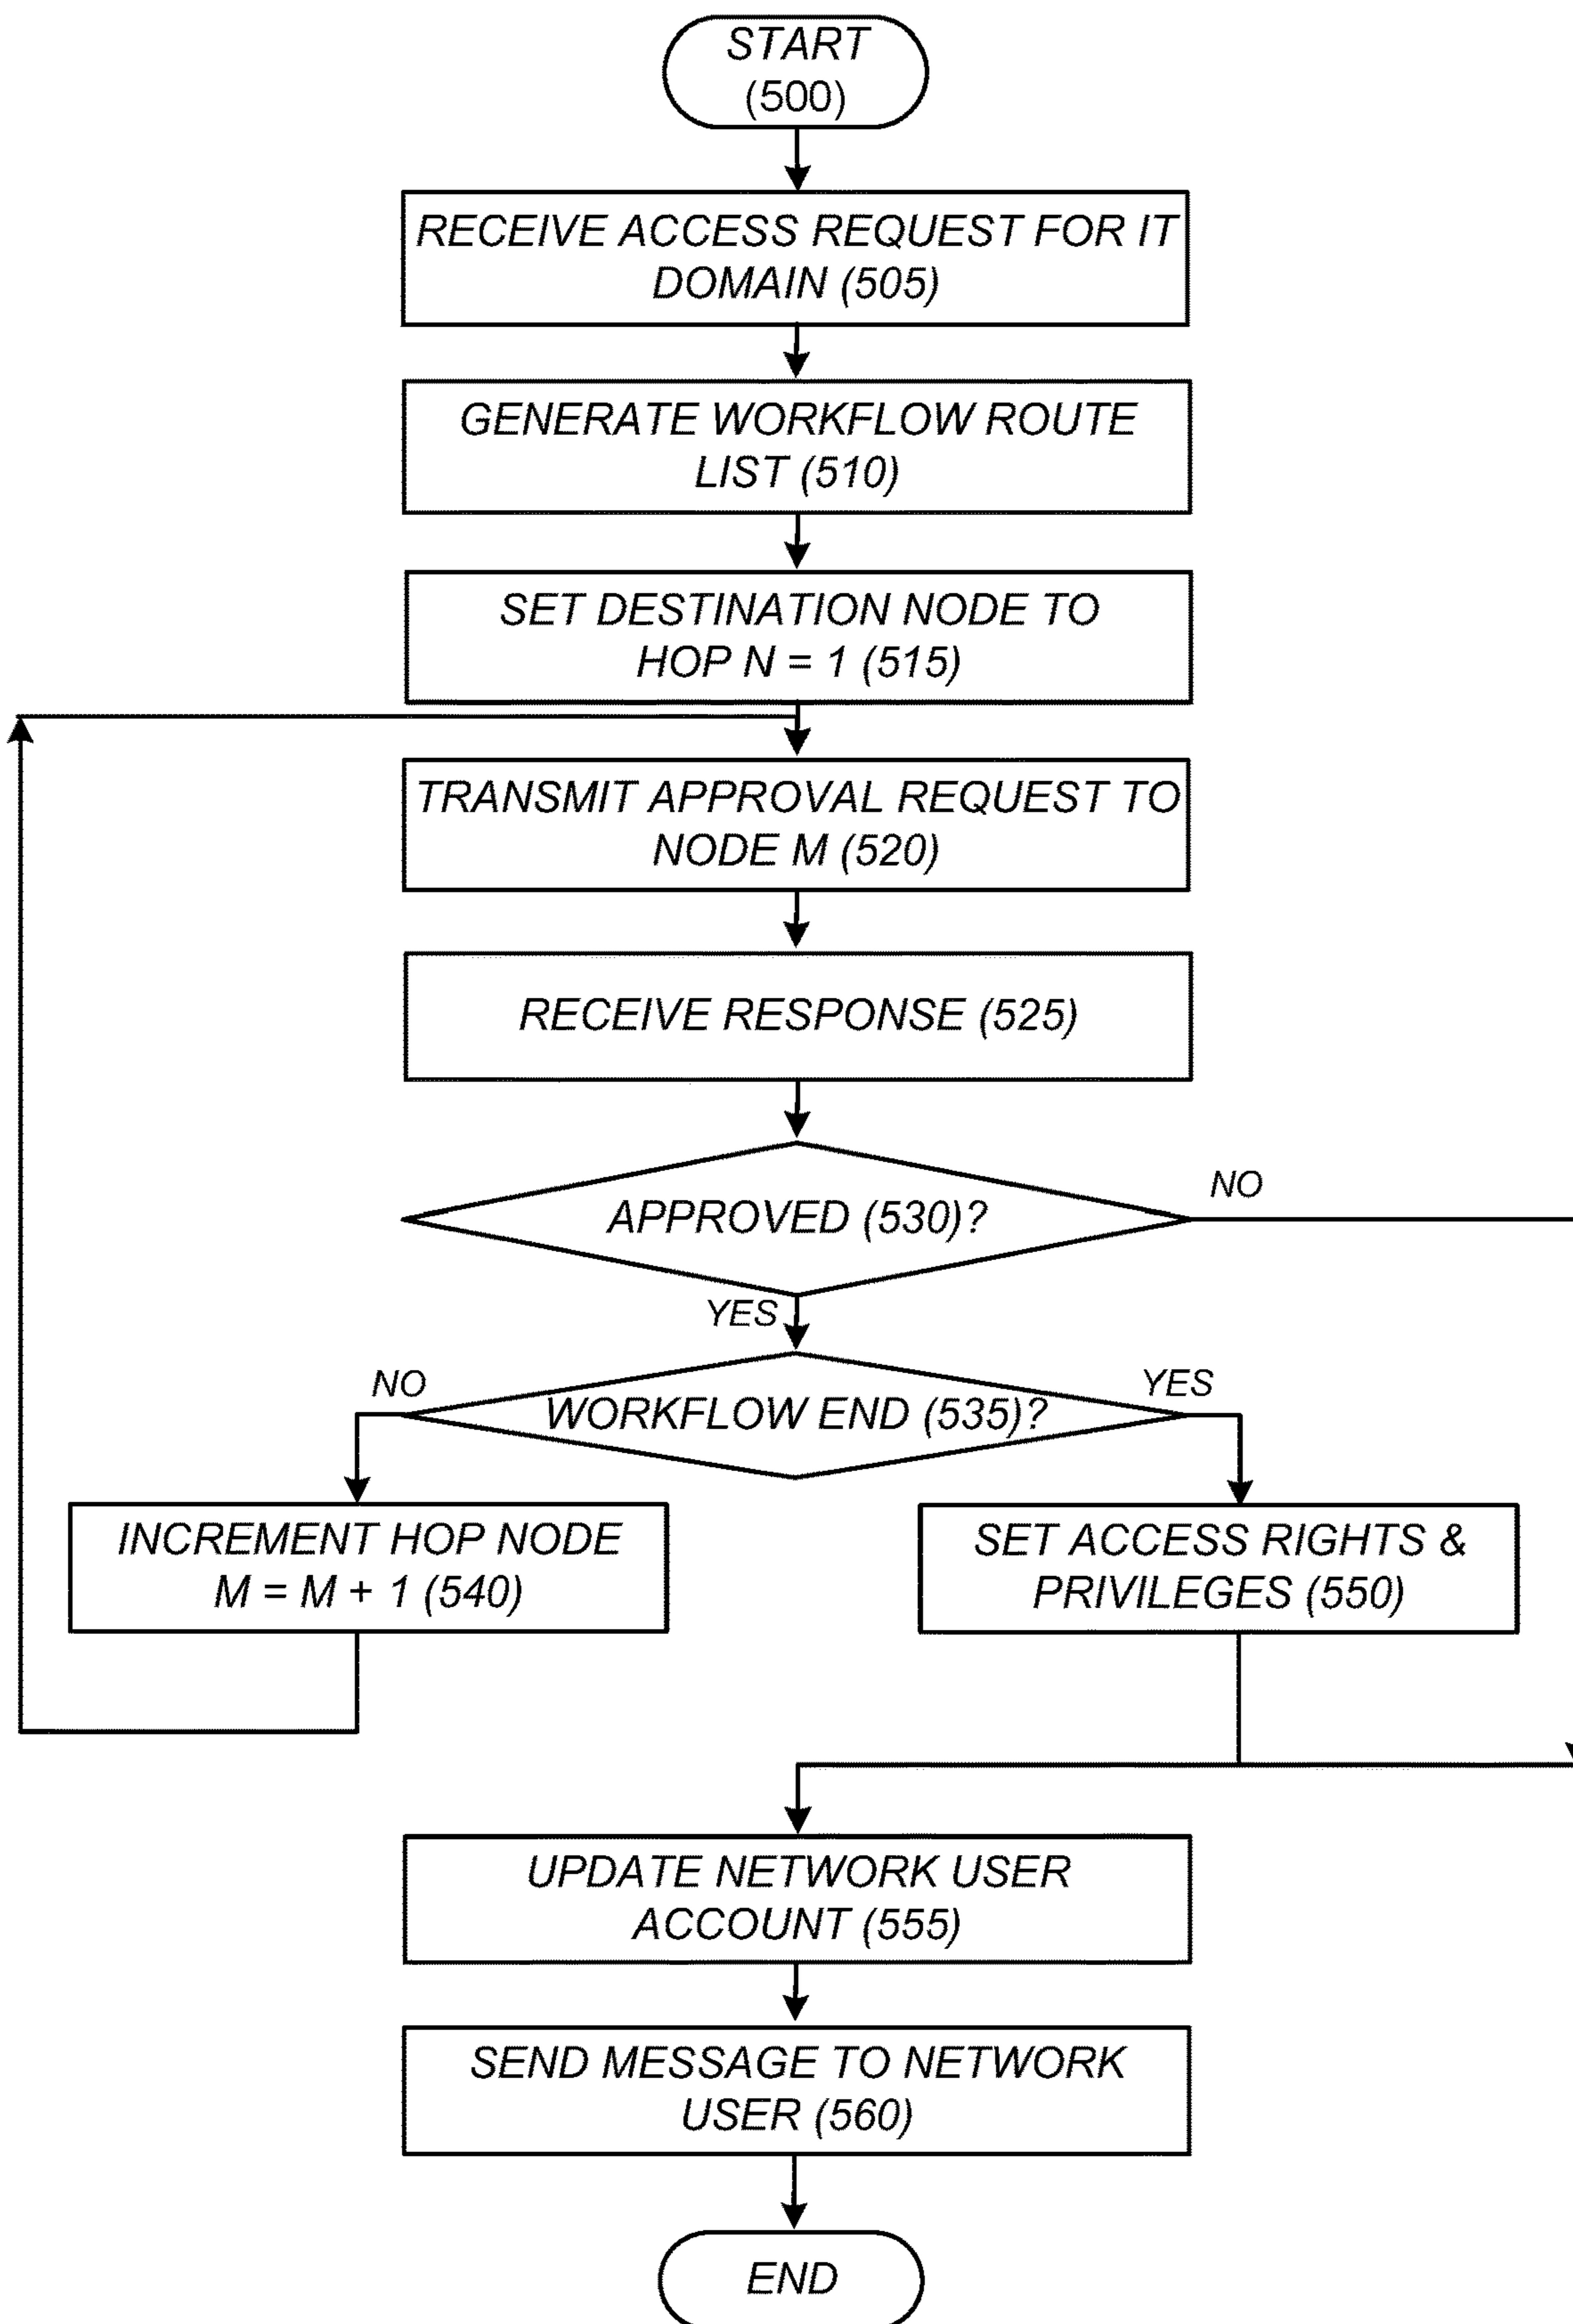 START
(500)
RECEIVE ACCESS REQUEST FOR IT
DOMAIN (505)
GENERATE WORKFLOW ROUTE
LIST (510)
SET DESTINATION NODE TO
HOP N = 1 (515)
TRANSMIT APPROVAL REQUEST TO
NODE M (520)
RECEIVE RESPONSE (525)
NO
APPROVED (530)?
YES
NO
YES
WORKFLOW END (535)?
INCREMENT HOP NODE
M = M + 1 (540)
SET ACCESS RIGHTS &
PRIVILEGES (550)
UPDATE NETWORK USER
ACCOUNT (555)
SEND MESSAGE TO NETWORK
USER (560)
END